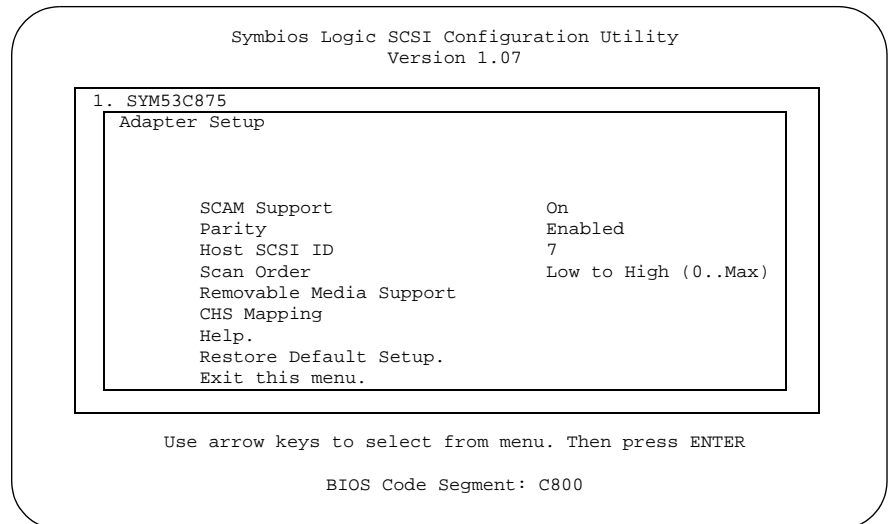 Symbios Logic SCSI Configuration Utility
Version 1.07
1. SYM53C875
Adapter Setup
SCAM Support On
Parity Enabled
Host SCSI ID 7
Scan Order Low to High (0..Max)
Removable Media Support
CHS Mapping
Help.
Restore Default Setup.
Exit this menu.
Use arrow keys to select from menu. Then press ENTER
BIOS Code Segment: C800